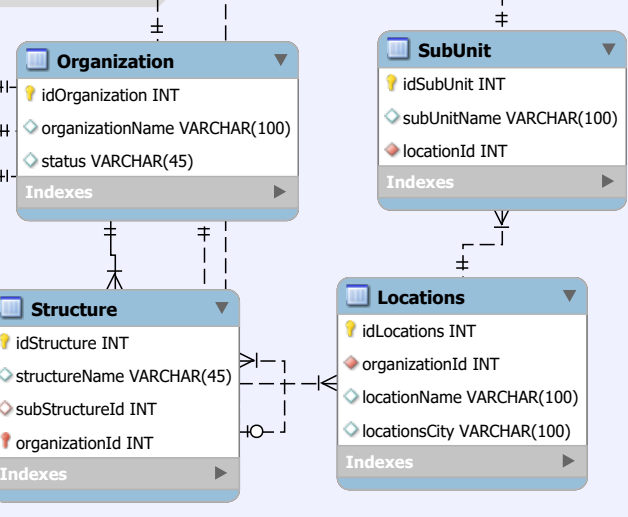 Organization
idOrganization INT
organizationName VARCHAR(100)
status VARCHAR(45)
Indexes
SubUnit
idSubUnit INT
subUnitName VARCHAR(100)
locationId INT
Indexes
Structure
idStructure INT
structureName VARCHAR(45)
subStructureId INT
organizationId INT
Indexes
Locations
idLocations INT
organizationId INT
locationName VARCHAR(100)
locationsCity VARCHAR(100)
Indexes